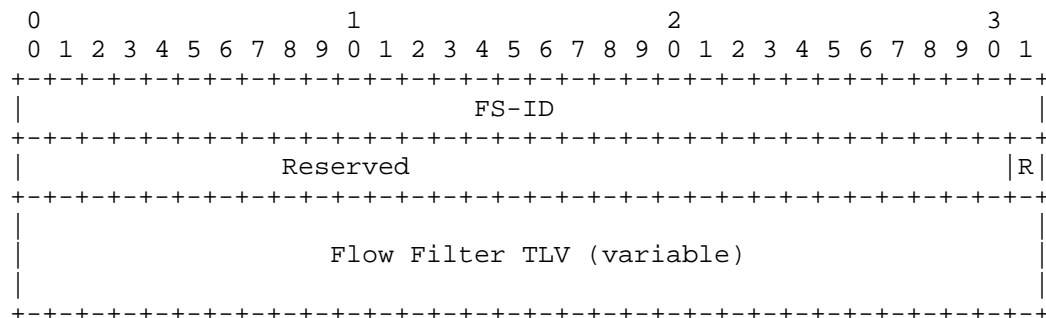 0                   1                   2                   3
0 1 2 3 4 5 6 7 8 9 0 1 2 3 4 5 6 7 8 9 0 1 2 3 4 5 6 7 8 9 0 1
+-+-+-+-+-+-+-+-+-+-+-+-+-+-+-+-+-+-+-+-+-+-+-+-+-+-+-+-+-+-+-+-+
|                            FS-ID                              |
+-+-+-+-+-+-+-+-+-+-+-+-+-+-+-+-+-+-+-+-+-+-+-+-+-+-+-+-+-+-+-+-+
|                Reserved                                     |R|
+-+-+-+-+-+-+-+-+-+-+-+-+-+-+-+-+-+-+-+-+-+-+-+-+-+-+-+-+-+-+-+-+
|                                                               |
|                   Flow Filter TLV (variable)                  |
|                                                               |
+-+-+-+-+-+-+-+-+-+-+-+-+-+-+-+-+-+-+-+-+-+-+-+-+-+-+-+-+-+-+-+-+